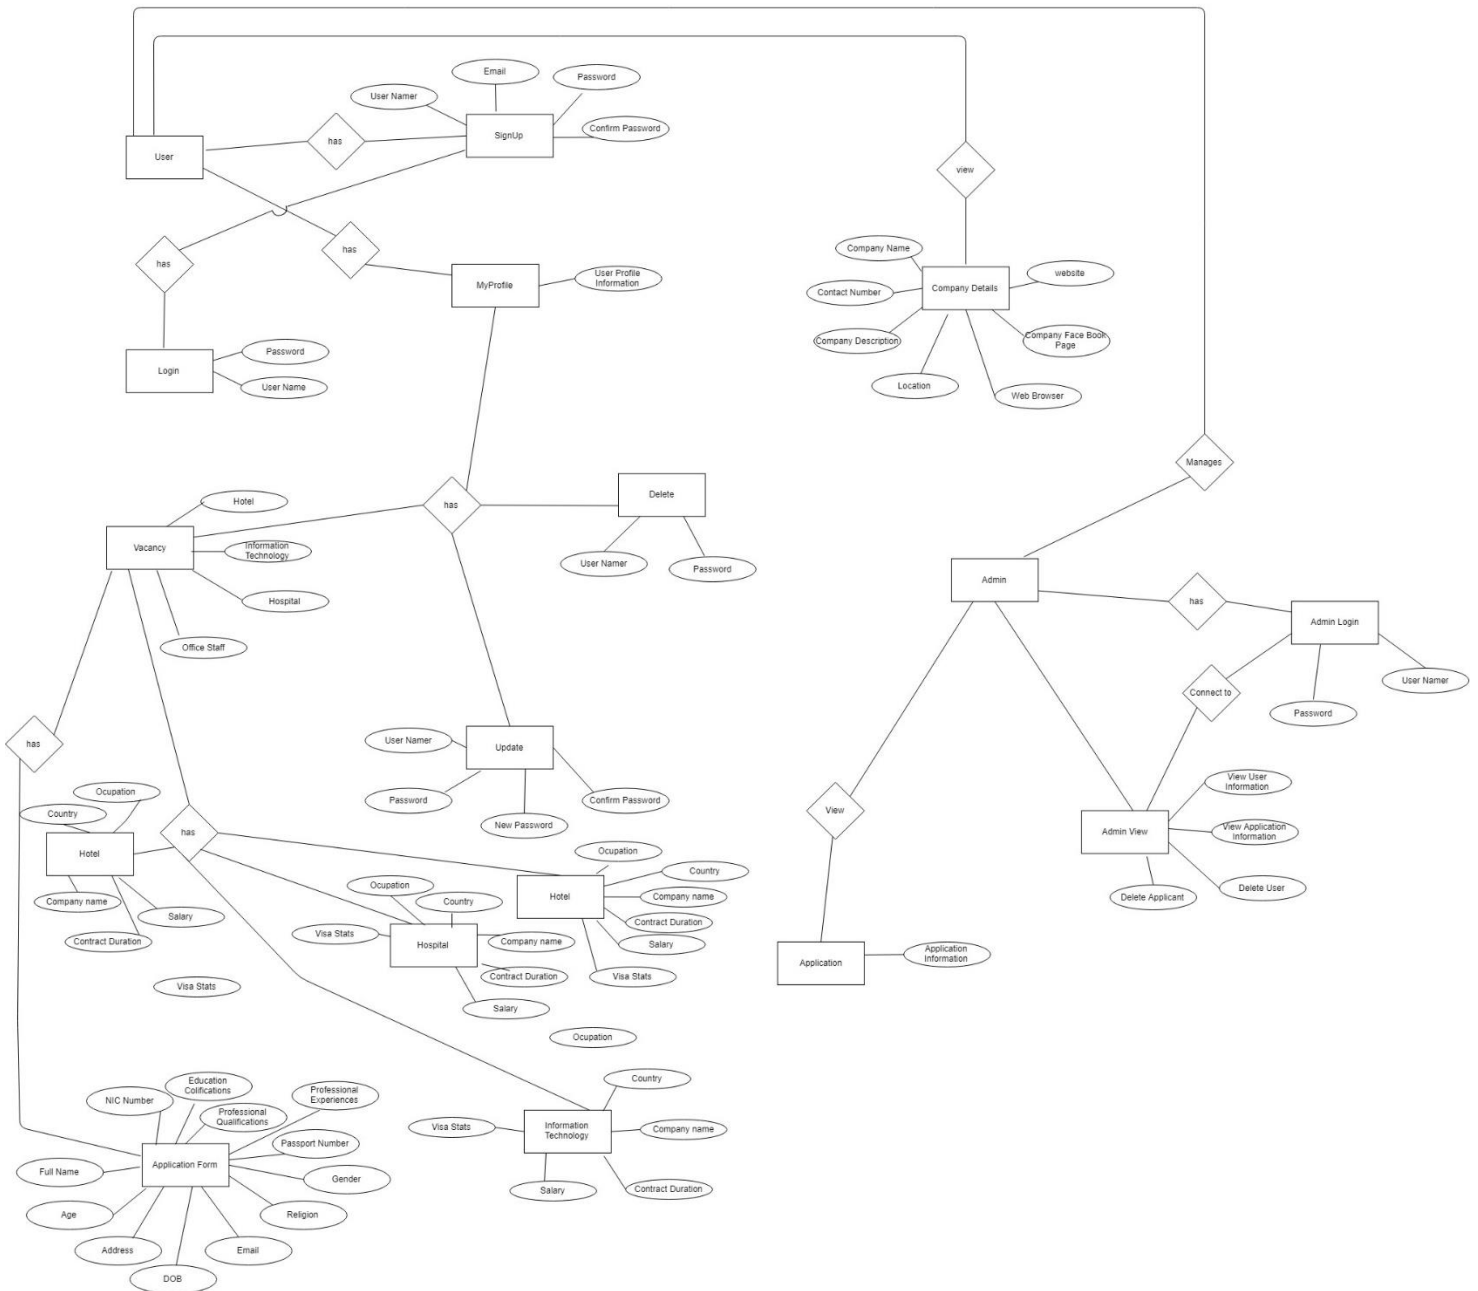 Email
Password
User Namer
Confirm Password
has
SignUp
User
view
has
has
Company Name
website
User Profile
Information
MyProfile
Contact Number
Company Details
Company Description
Company Face Book
Page
Password
Login
User Name
Location
Web Browser
Manages
Hotel
has
Delete
Vacancy
Information
Technology
User Namer
Password
Admin
has
Hospital
Admin Login
Office Staff
User Namer
Connect to
Password
has
User Namer
Update
View User
Information
Ocupation
Password
Confirm Password
Country
New Password
View
Admin View
View Application
Information
has
Hotel
Ocupation
Country
Ocupation
Delete Applicant
Delete User
Company name
Salary
Country
Hotel
Company name
Contract Duration
Visa Stats
Hospital
Company name
Contract Duration
Salary
Contract Duration
Visa Stats
Visa Stats
Salary
Application
Application
Information
Ocupation
Country
Education
Colifications
Professional
Experiences
NIC Number
Professional
Qualifications
Visa Stats
Information
Technology
Company name
Passport Number
Full Name
Application Form
Gender
Salary
Contract Duration
Age
Religion
Address
Email
DOB